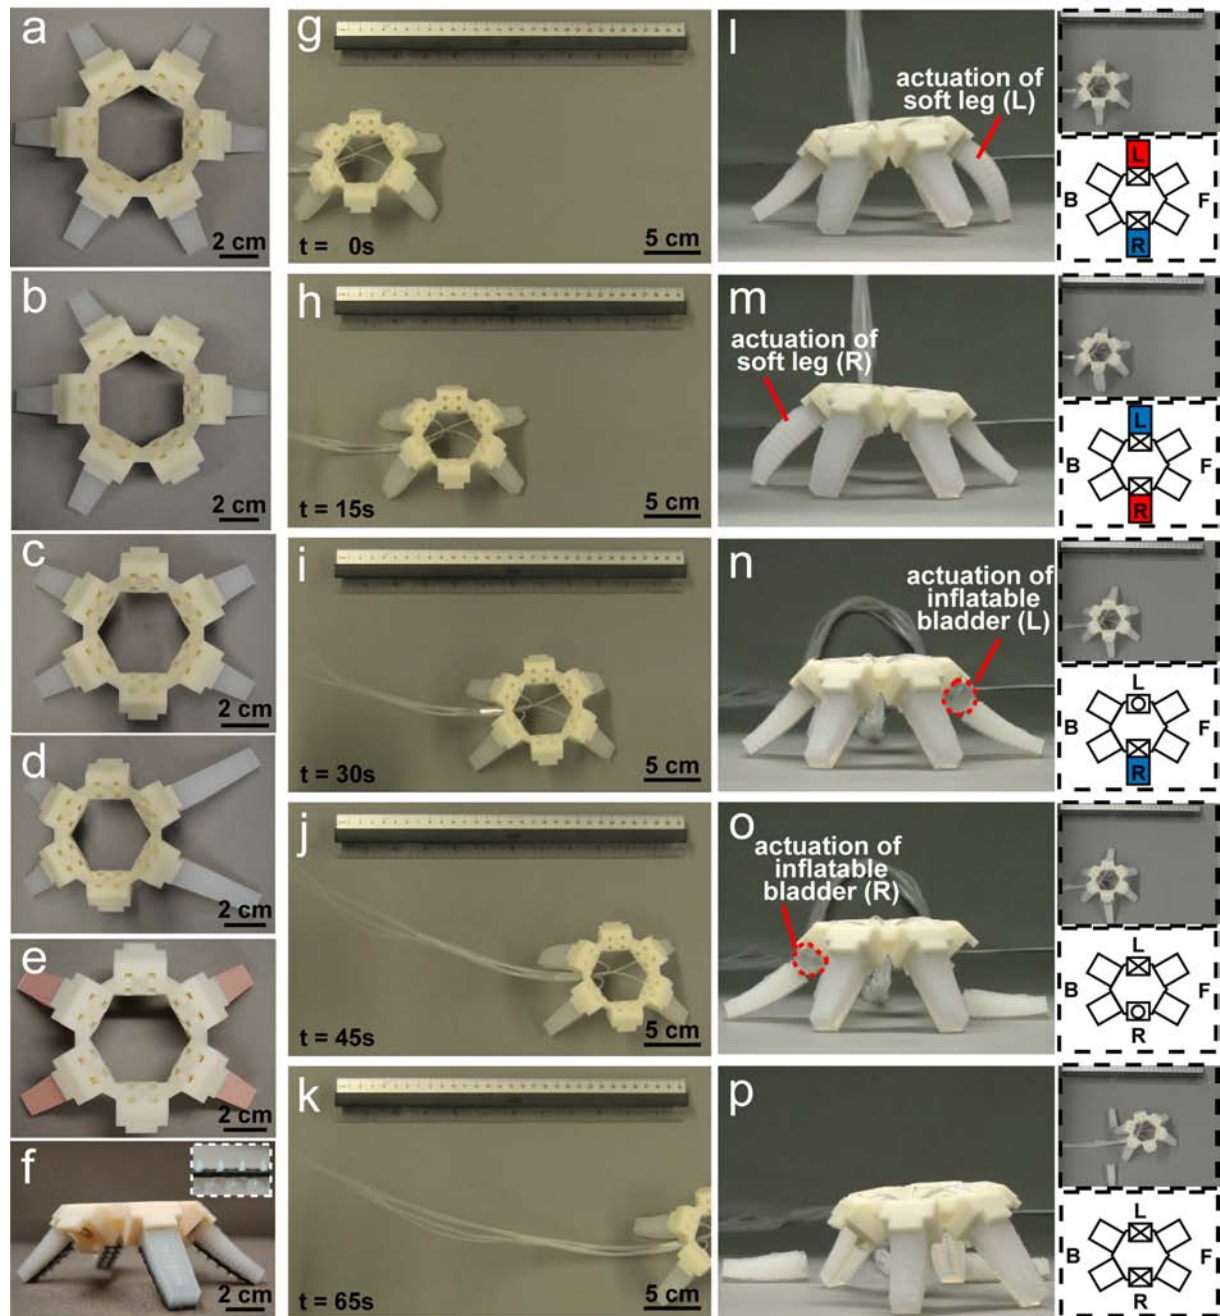 a
2 cm
b
2 cm
c
2 cm
d
2 cm
e
2 cm
f
2 cm
g
t = 0s
5 cm
h
t = 15s
5 cm
i
t = 30s
5 cm
j
t = 45s
5 cm
k
t = 65s
5 cm
l
actuation of
soft leg (L)
L
B
F
R
m
actuation of
soft leg (R)
L
B
F
R
n
actuation of
inflatable
bladder (L)
L
B
F
R
o
actuation of
inflatable
bladder (R)
L
B
F
R
p
L
B
F
R